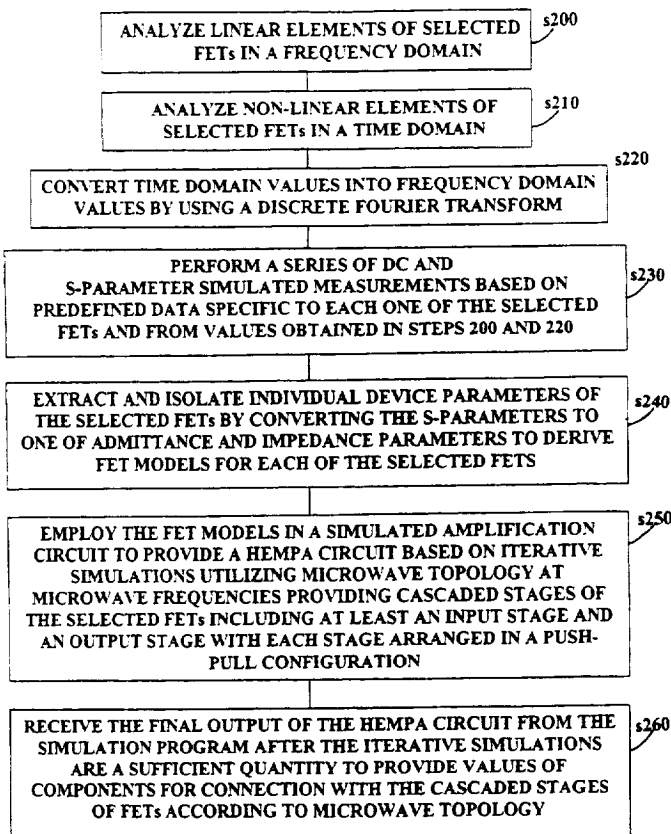 ANALYZE LINEAR ELEMENTS OF SELECTED
FETs IN A FREQUENCY DOMAIN
s200
ANALYZE NON-LINEAR ELEMENTS OF
SELECTED FETs IN A TIME DOMAIN
s210
CONVERT TIME DOMAIN VALUES INTO FREQUENCY DOMAIN
VALUES BY USING A DISCRETE FOURIER TRANSFORM
s220
PERFORM A SERIES OF DC AND
S-PARAMETER SIMULATED MEASUREMENTS BASED ON
PREDEFINED DATA SPECIFIC TO EACH ONE OF THE SELECTED
FETs AND FROM VALUES OBTAINED IN STEPS 200 AND 220
s230
EXTRACT AND ISOLATE INDIVIDUAL DEVICE PARAMETERS OF
THE SELECTED FETs BY CONVERTING THE S-PARAMETERS TO
ONE OF ADMITTANCE AND IMPEDANCE PARAMETERS TO DERIVE
FET MODELS FOR EACH OF THE SELECTED FETS
s240
EMPLOY THE FET MODELS IN A SIMULATED AMPLIFICATION
CIRCUIT TO PROVIDE A HEMPA CIRCUIT BASED ON ITERATIVE
SIMULATIONS UTILIZING MICROWAVE TOPOLOGY AT
MICROWAVE FREQUENCIES PROVIDING CASCADED STAGES OF
THE SELECTED FETs INCLUDING AT LEAST AN INPUT STAGE AND
AN OUTPUT STAGE WITH EACH STAGE ARRANGED IN A PUSH-
PULL CONFIGURATION
s250
RECEIVE THE FINAL OUTPUT OF THE HEMPA CIRCUIT FROM THE
SIMULATION PROGRAM AFTER THE ITERATIVE SIMULATIONS
ARE A SUFFICIENT QUANTITY TO PROVIDE VALUES OF
COMPONENTS FOR CONNECTION WITH THE CASCADED STAGES
OF FETs ACCORDING TO MICROWAVE TOPOLOGY
s260